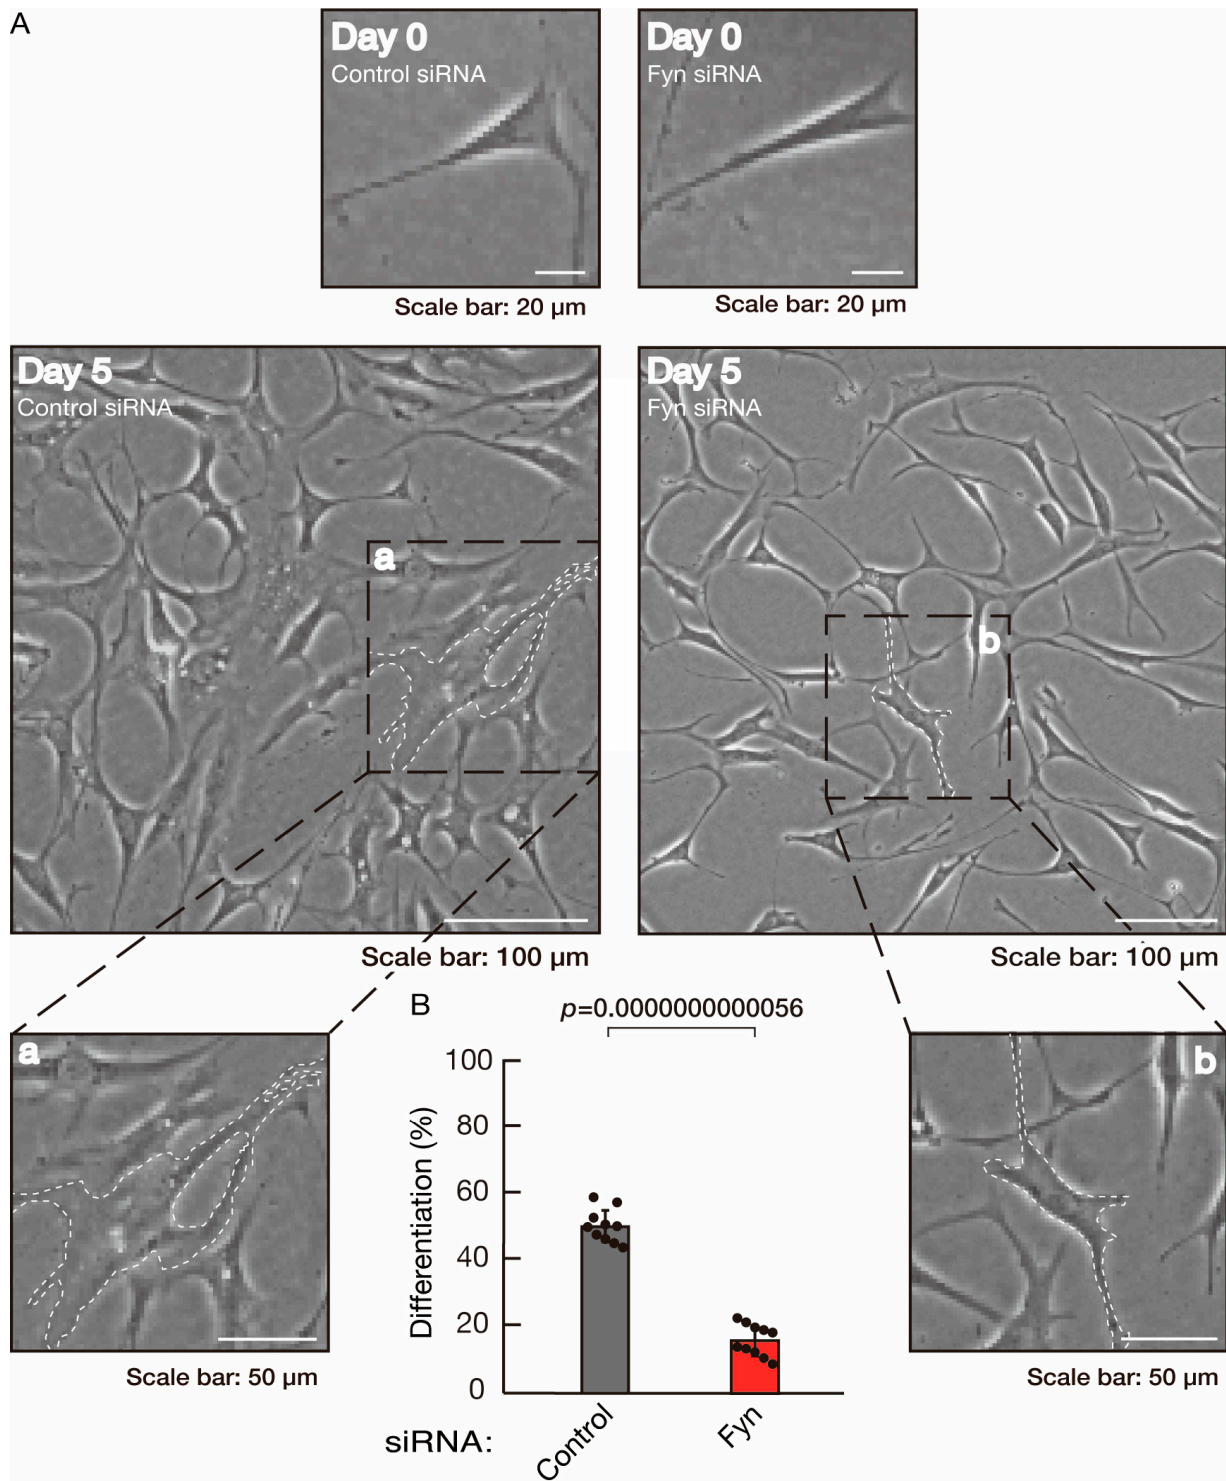 A
Day 0
Control siRNA
Day 0
Fyn siRNA
Scale bar: 20 μm
Scale bar: 20 μm
Day 5
Control siRNA
Day 5
Fyn siRNA
a
b
Scale bar: 100 μm
Scale bar: 100 μm
a
Scale bar: 50 μm
B
p=0.0000000000056
Differentiation (%)
100
80
60
40
20
0
siRNA:
Control
Fyn
b
Scale bar: 50 μm